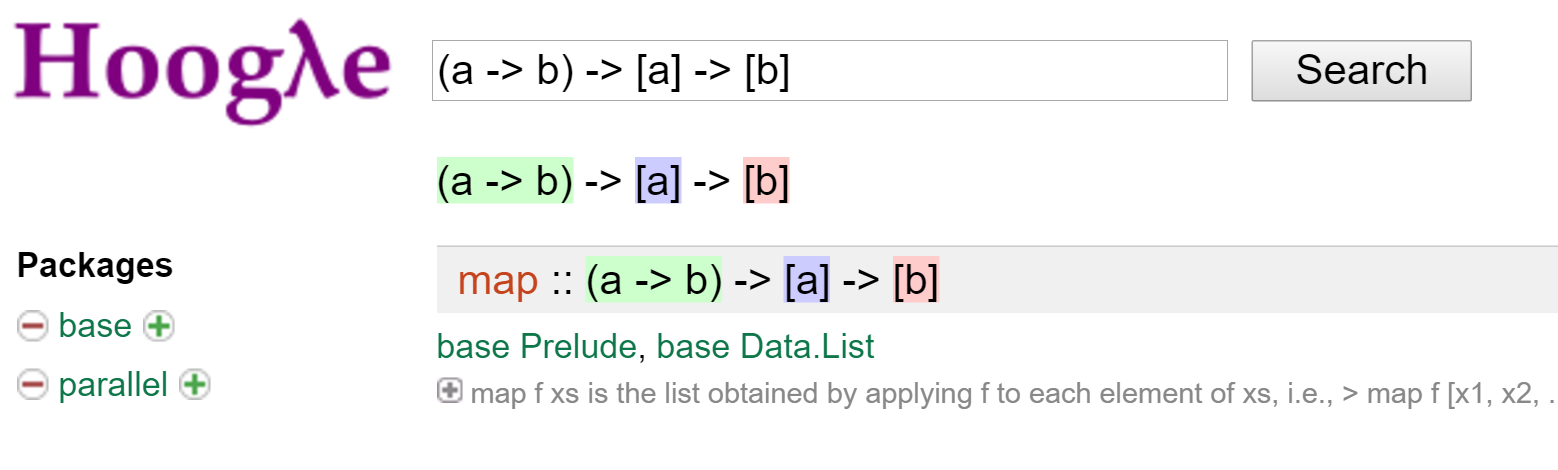 Hoogλe
(a -> b) -> [a] -> [b]
Search
(a -> b) -> [a] -> [b]
Packages
base
parallel
map :: (a -> b) -> [a] -> [b]
base Prelude, base Data.List
map f xs is the list obtained by applying f to each element of xs, i.e., > map f [x1, x2, .